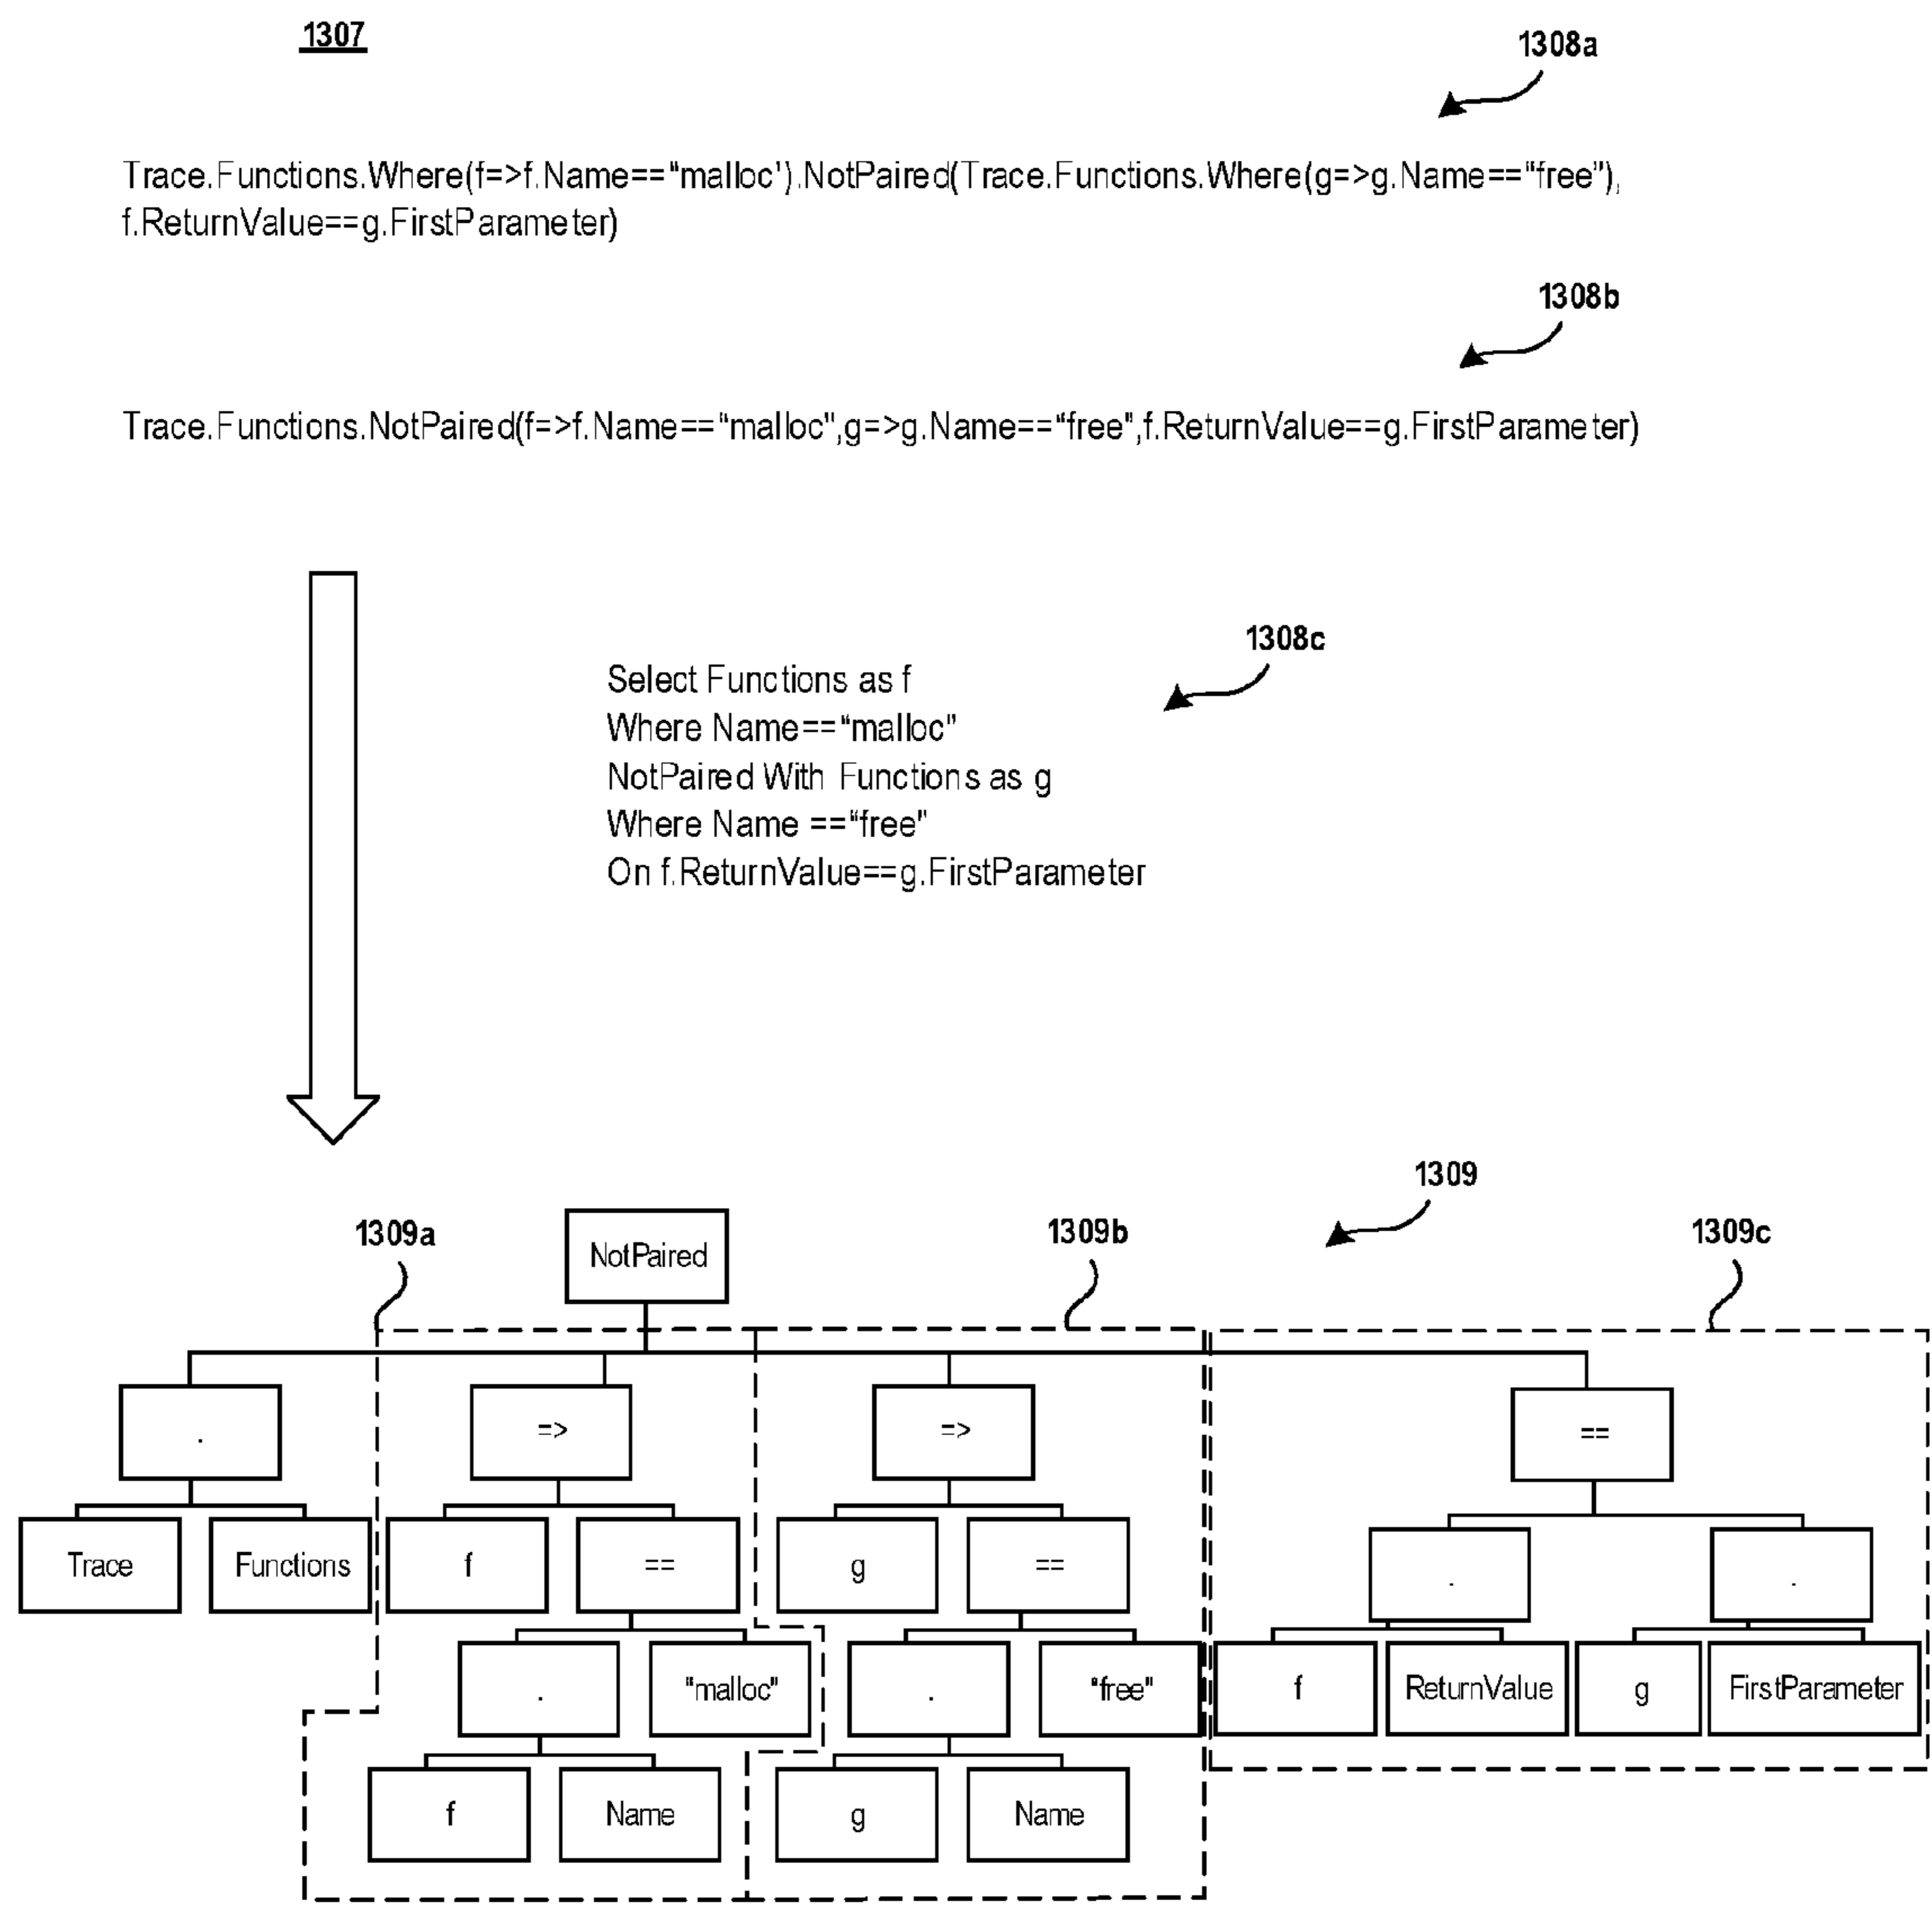 1307
1308a
Trace.Functions.Where(f=>f.Name=="malloc").NotPaired(Trace.Functions.Where(g=>g.Name=="free"),
f.ReturnValue==g.FirstParameter)
1308b
Trace.Functions.NotPaired(f=>f.Name=="malloc",g=>g.Name=="free",f.ReturnValue==g.FirstParameter)
1308c
Select Functions as f
Where Name=="malloc"
NotPaired With Functions as g
Where Name =="free"
On f.ReturnValue==g.FirstParameter
1309
1309a
NotPaired
1309b
1309c
.
=>
=>
==
Trace
Functions
f
==
g
==
.
.
.
"malloc"
.
"free"
f
ReturnValue
g
FirstParameter
f
Name
g
Name